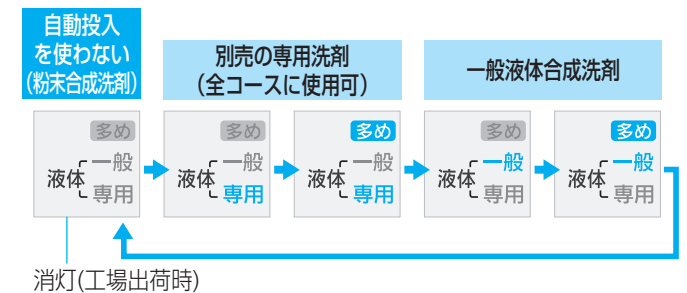 自動投入
を使わない
(粉末合成洗剤)
別売の専用洗剤
(全コースに使用可)
一般液体合成洗剤
多め
液体
一般
専用
多め
液体
一般
専用
多め
液体
一般
専用
多め
液体
一般
専用
多め
液体
一般
専用
消灯(工場出荷時)